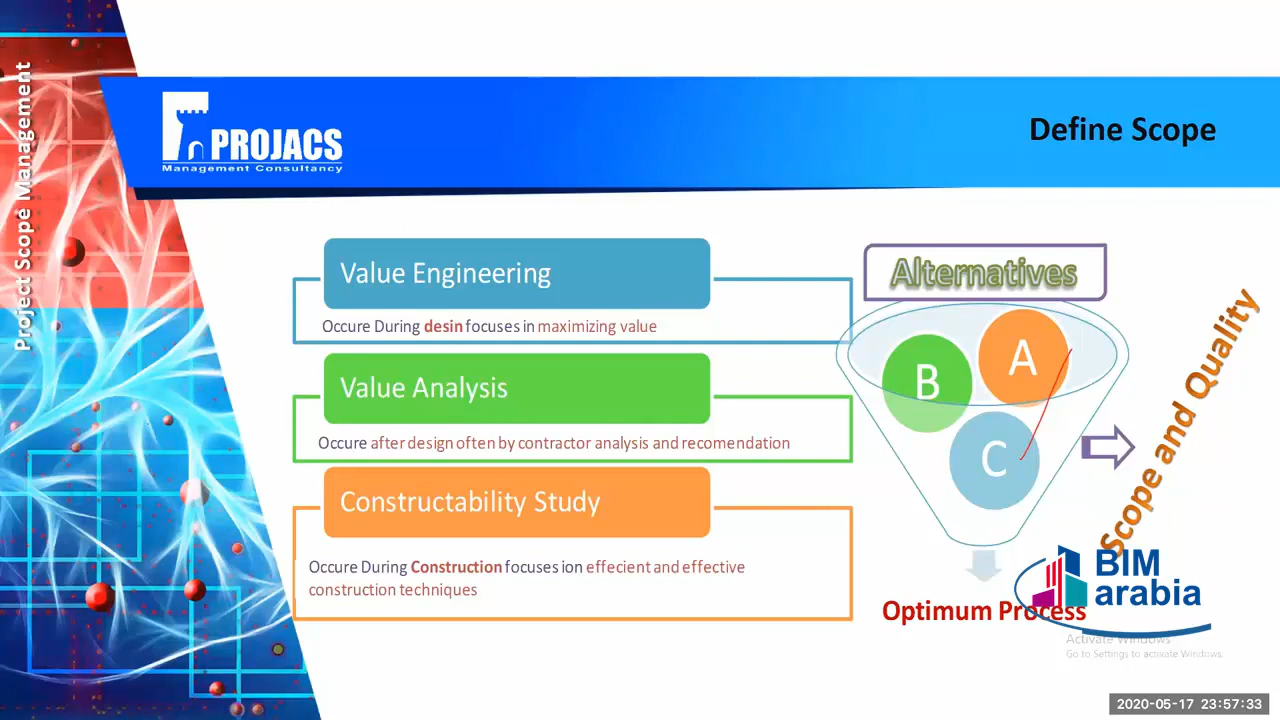 Project Scope Management
PROJACS
Management Consultancy
Define Scope
Value Engineering
Occure During desin focuses in maximizing value
Value Analysis
Occure after design often by contractor analysis and recomendation
Constructability Study
Occure During Construction focuses ion effecient and effective
construction techniques
Alternatives
A
B
C
Optimum Process
Scope and Quality
BIM
arabia
Activate Windows
Go to Settings to activate Windows.
2020-05-17 23:57:33